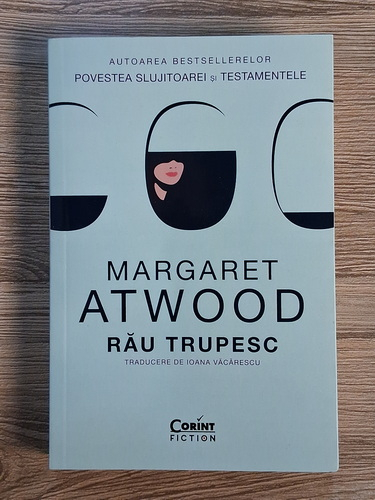 AUTOAREA BESTSELLERELOR
POVESTEA SLUJITOAREI și TESTAMENTELE
MARGARET
ATWOOD
RĂU TRUPESC
TRADUCERE DE IOANA VĂCĂRESCU
CORINT
FICTION